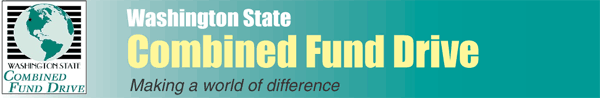 WASHINGTON STATE
COMBINED
FUND DRIVE
Washington State
Combined Fund Drive
Making a world of difference